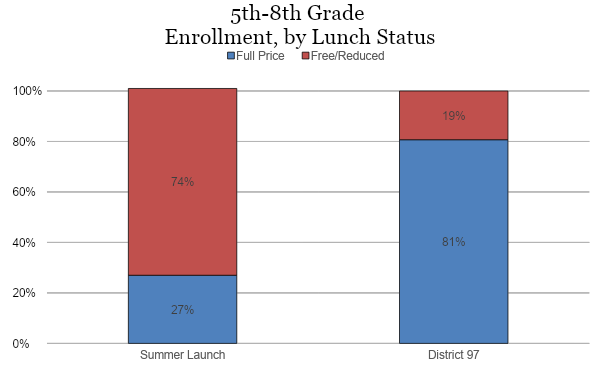 5th-8th Grade
Enrollment, by Lunch Status
Full Price Free/Reduced
100%
80%
60%
40%
20%
0%
74%
27%
19%
81%
Summer Launch District 97